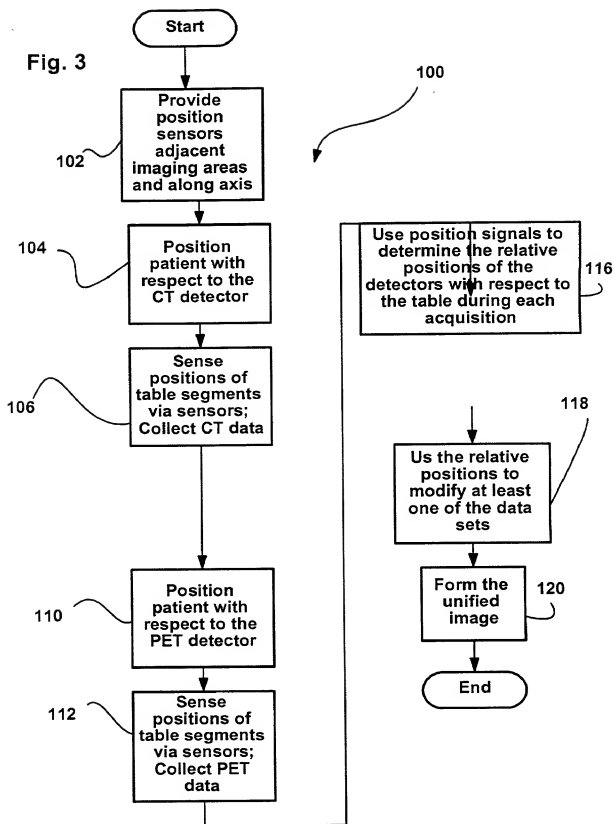 Start
Fig. 3
100
Provide
position
sensors
adjacent
imaging areas
and along axis
102
104
Position
patient with
respect to the
CT detector
Sense
positions of
table segments
via sensors;
Collect CT data
106
Position
patient with
respect to the
PET detector
110
Sense
positions of
table segments
via sensors;
Collect PET
data
112
Use position signals to
determine the relative
positions of the
detectors with respect to
the table during each
acquisition
116
118
Us the relative
positions to
modify at least
one of the data
sets
Form the
unified
image
120
End